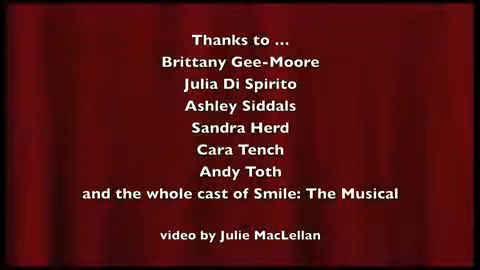 Thanks to ...
Brittany Gee-Moore
Julia Di Spirito
Ashley Siddals
Sandra Herd
Cara Tench
Andy Toth
and the whole cast of Smile: The Musical
video by Julie MacLellan